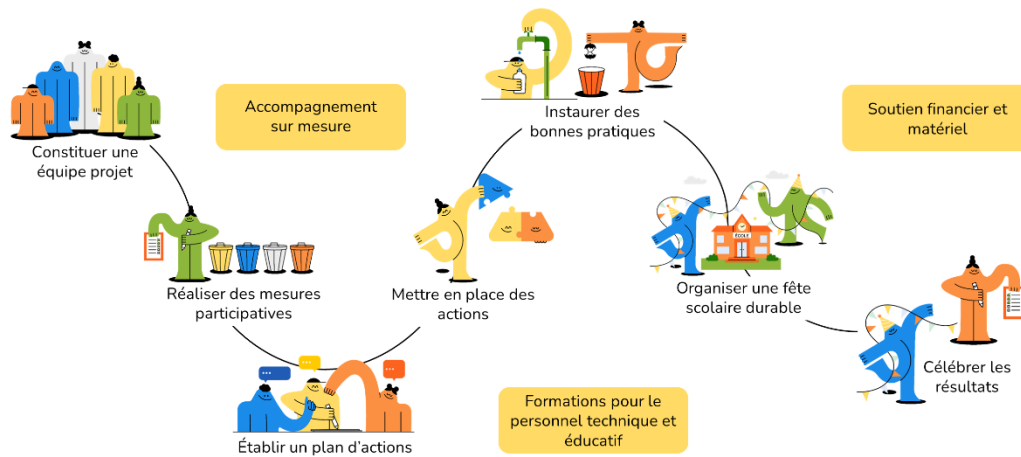 Constituer une
équipe projet
Accompagnement
sur mesure
Réaliser des mesures
participatives
Établir un plan d'actions
Mettre en place des
actions
Instaurer des
bonnes pratiques
Formations pour le
personnel technique et
éducatif
ÉCOLE
Organiser une fête
scolaire durable
Soutien financier et
matériel
Célébrer les
résultats